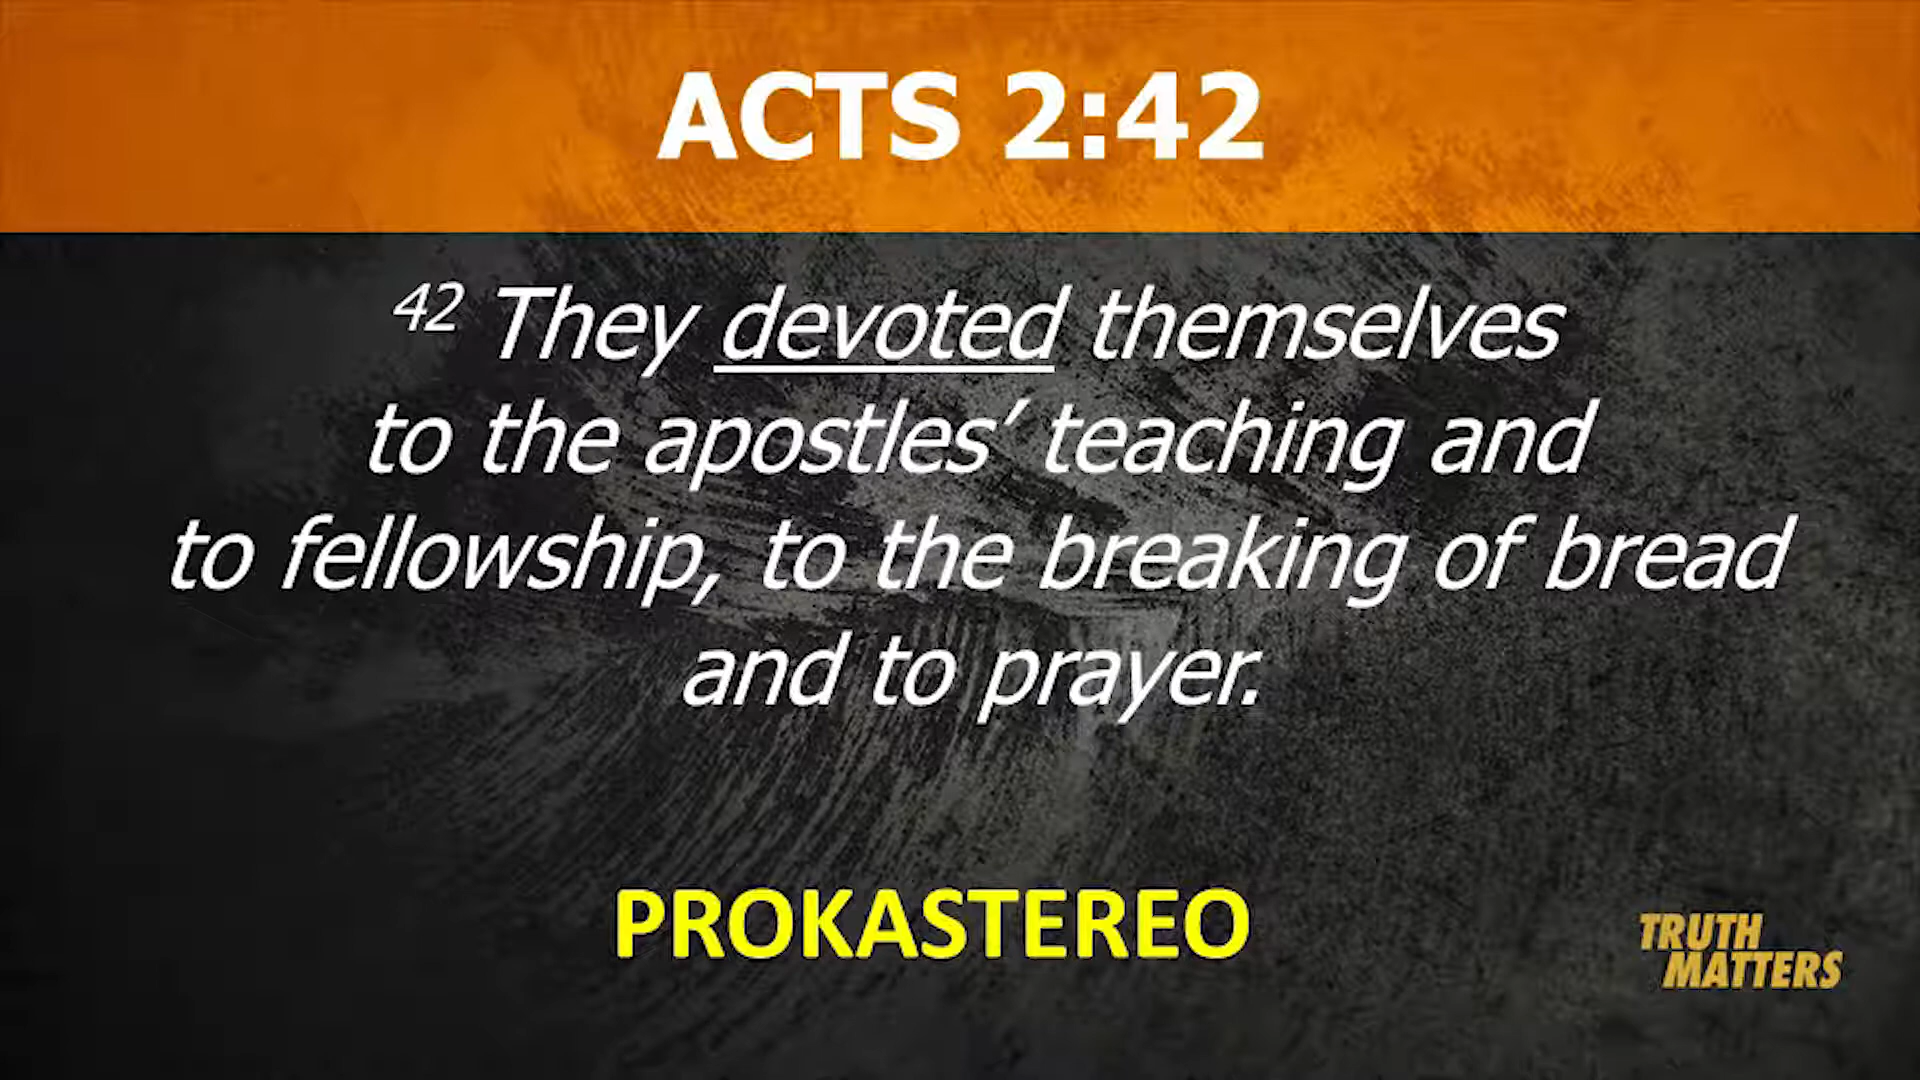 ACTS 2:42
42 They devoted themselves
to the apostles’ teaching and
to fellowship, to the breaking of bread
and to prayer.
PROKASTEREO
TRUTH
MATTERS